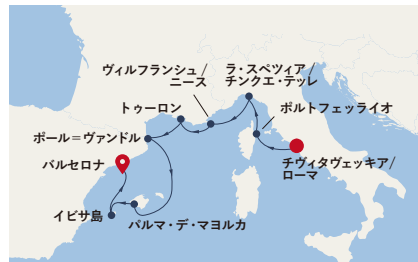 ヴィルフランシュ/
ニース
ラ・スペツィア/
チンクエ・テッレ
トゥーロン
ポルトフェッライオ
ポール=ヴァンドル
バルセロナ
チヴィタヴェッキア/
ローマ
イビサ島
パルマ・デ・マヨルカ